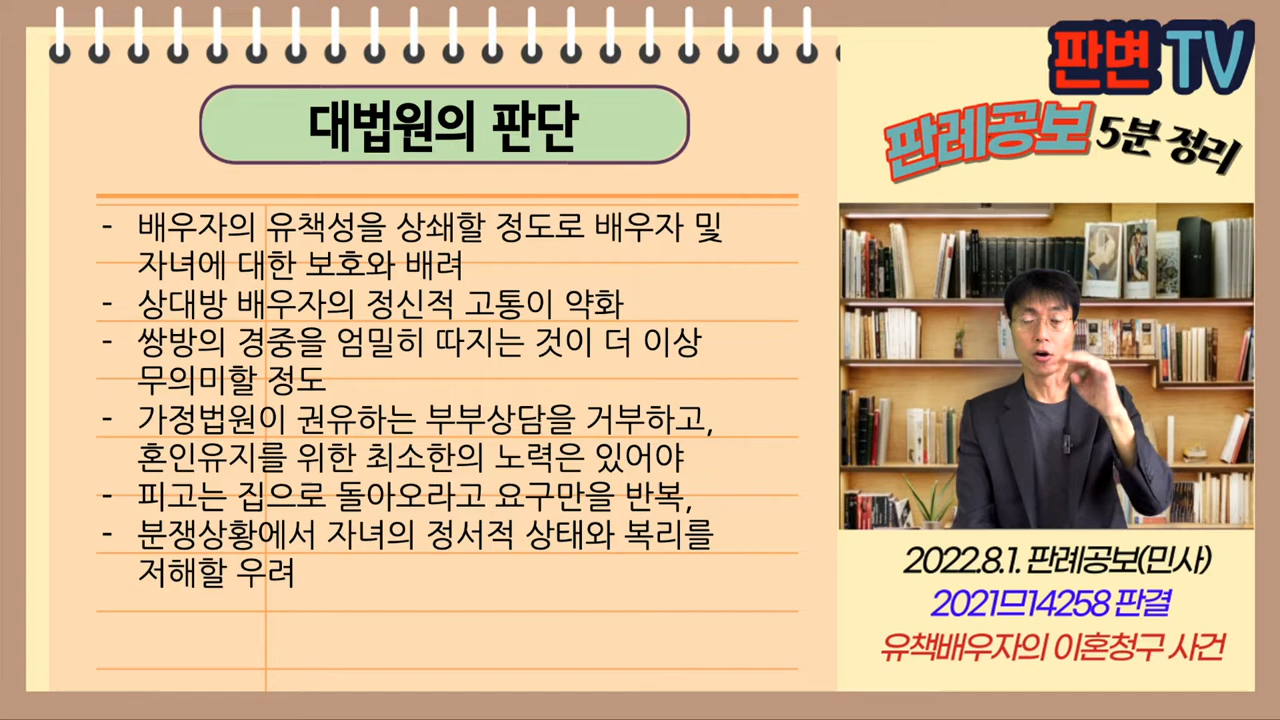 판변 TV
판례공보 5분 정리
대법원의 판단
- 배우자의 유책성을 상쇄할 정도로 배우자 및
자녀에 대한 보호와 배려
- 상대방 배우자의 정신적 고통이 약화
- 쌍방의 경중을 엄밀히 따지는 것이 더 이상
무의미할 정도
- 가정법원이 권유하는 부부상담을 거부하고,
혼인유지를 위한 최소한의 노력은 있어야
- 피고는 집으로 돌아오라고 요구만을 반복,
- 분쟁상황에서 자녀의 정서적 상태와 복리를
저해할 우려
2022.8.1. 판례공보(민사)
2021므14258 판결
유책배우자의 이혼청구 사건